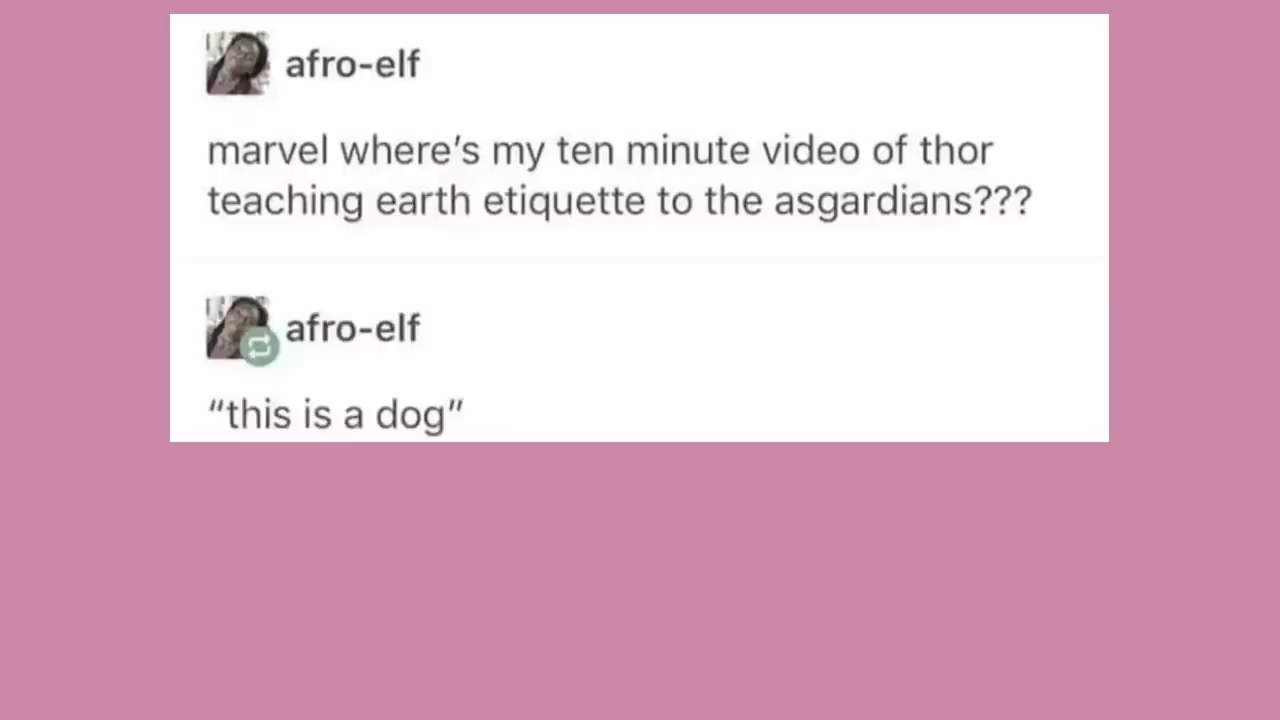 afro-elf
marvel where's my ten minute video of thor
teaching earth etiquette to the asgardians???
afro-elf
“this is a dog”